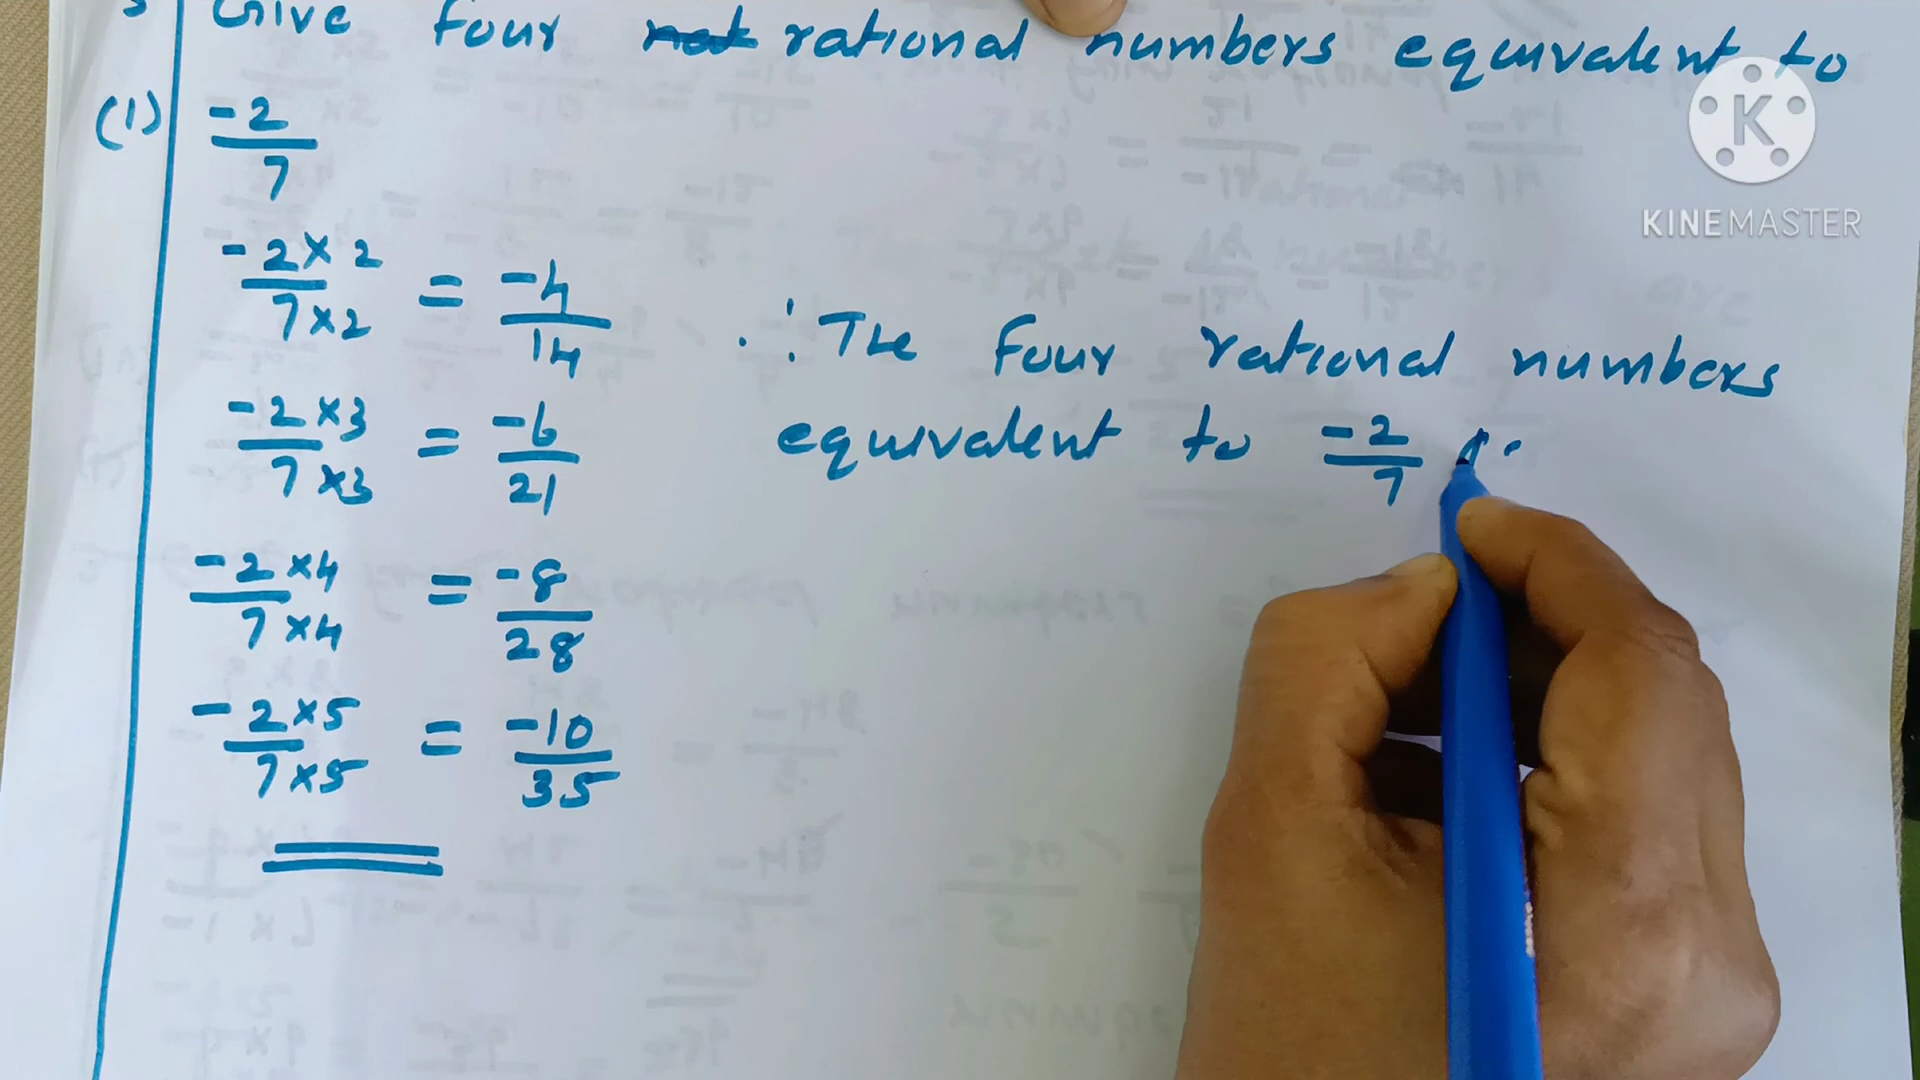 Give four rational numbers equivalent to
(1) -2/7
-2×2/7×2 = -4/14
-2×3/7×3 = -6/21
-2×4/7×4 = -8/28
-2×5/7×5 = -10/35
∴ The four rational numbers
equivalent to -2/7
K
KINEMASTER